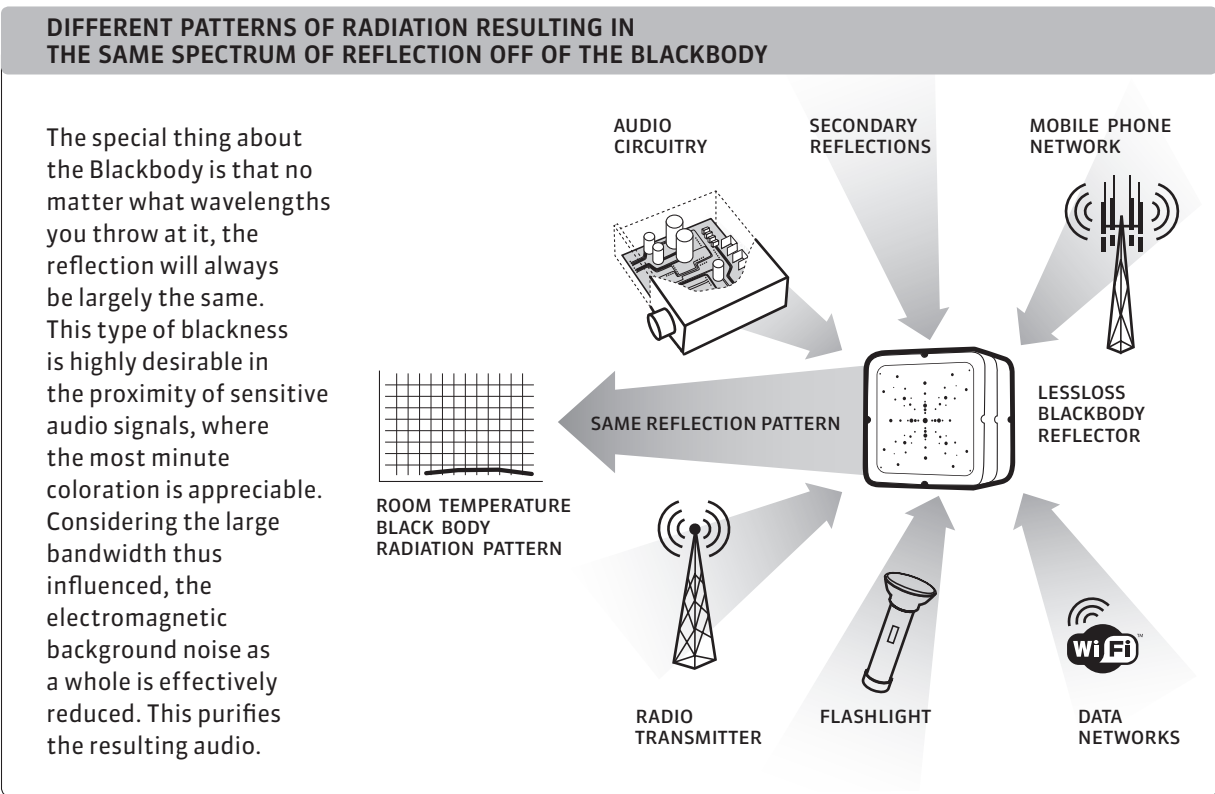 DIFFERENT PATTERNS OF RADIATION RESULTING IN
THE SAME SPECTRUM OF REFLECTION OFF OF THE BLACKBODY
The special thing about
the Blackbody is that no
matter what wavelengths
you throw at it, the
reflection will always
be largely the same.
This type of blackness
is highly desirable in
the proximity of sensitive
audio signals, where
the most minute
coloration is appreciable.
Considering the large
bandwidth thus
influenced, the
electromagnetic
background noise as
a whole is effectively
reduced. This purifies
the resulting audio.
AUDIO
CIRCUITRY
SECONDARY
REFLECTIONS
MOBILE PHONE
NETWORK
SAME REFLECTION PATTERN
LESSLOSS
BLACKBODY
REFLECTOR
ROOM TEMPERATURE
BLACK BODY
RADIATION PATTERN
RADIO
TRANSMITTER
FLASHLIGHT
Wi Fi™
DATA
NETWORKS